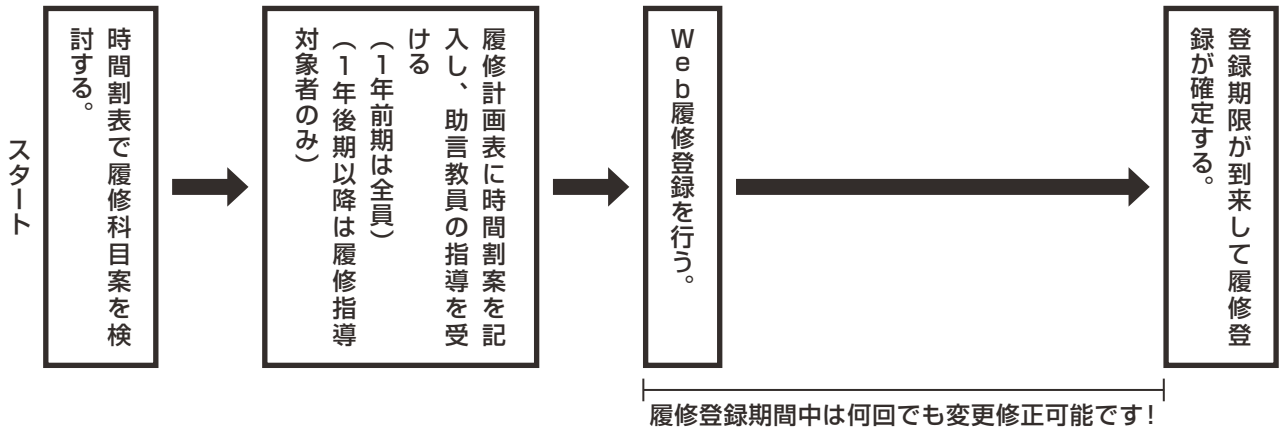 スタート
時間割表で履修科目案を検
討する。
履修計画表に時間割案を記
入し、助言教員の指導を受
ける
（1年前期は全員）
（1年後期以降は履修指導
対象者のみ）
Web履修登録を行う。
登録期限が到来して履修登
録が確定する。
履修登録期間中は何回でも変更修正可能です！